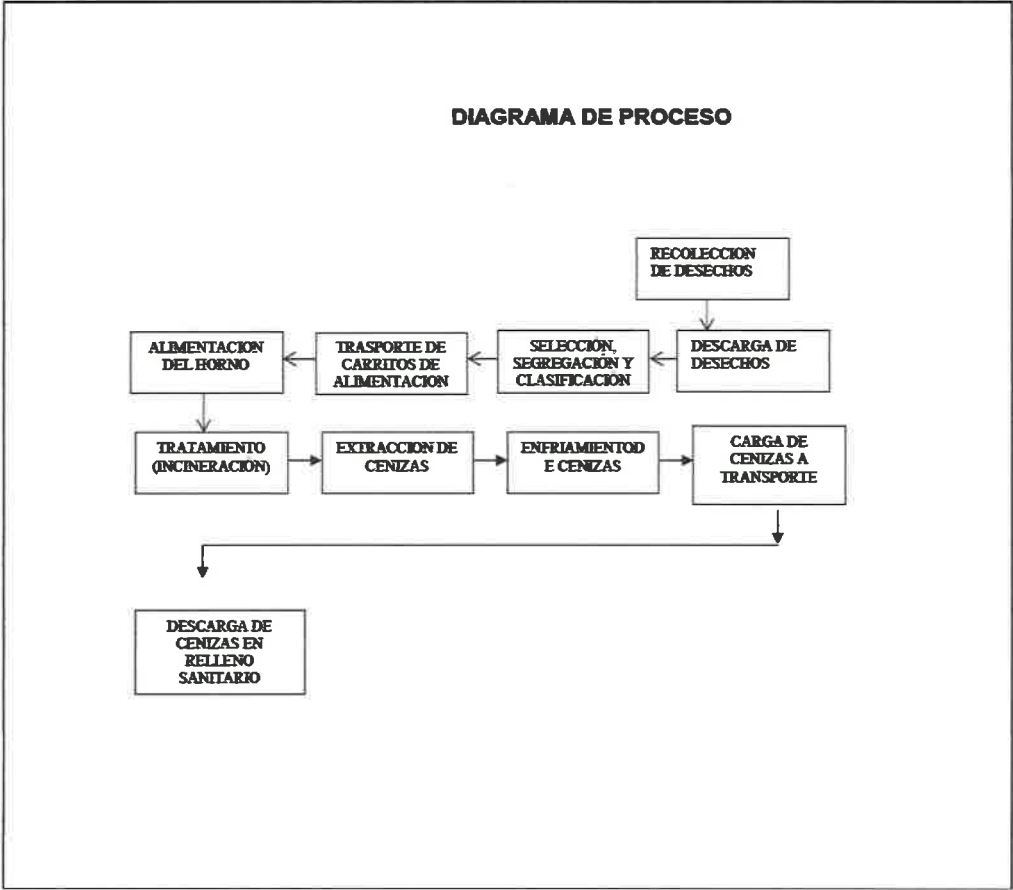 DIAGRAMA DE PROCESO
RECOLECCION
DE DESECHOS
DESCARGA DE
DESECHOS
SELECCIÓN,
SEGREGACIÓN Y
CLASIFICACIÓN
TRASPORTE DE
CARRITOS DE
ALIMENTACION
ALIMENTACION
DEL HORNO
TRATAMIENTO
(INCINERACIÓN)
EXTRACCION DE
CENIZAS
ENFRIAMIENTOD
E CENIZAS
CARGA DE
CENIZAS A
TRANSPORTE
DESCARGA DE
CENIZAS EN
RELLENO
SANITARIO